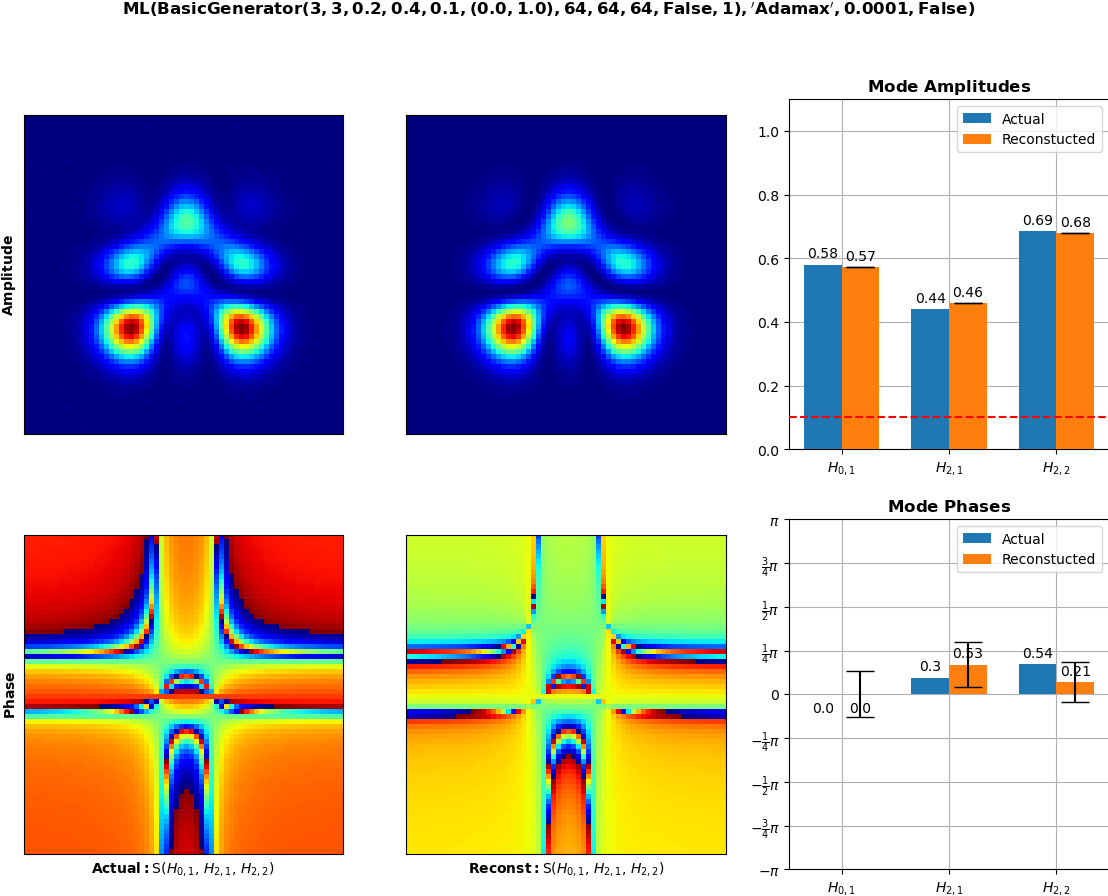 ML(BasicGenerator(3, 3, 0.2, 0.4, 0.1, (0.0, 1.0), 64, 64, 64, False, 1), ′Adamax′, 0.0001, False)
Amplitude
Mode Amplitudes
Actual
Reconstucted
1.0
0.8
0.6
0.4
0.2
0.0
0.58
0.57
0.44
0.46
0.69
0.68
H0, 1
H2, 1
H2, 2
Phase
Actual: S(H0, 1, H2, 1, H2, 2)
Reconst: S(H0, 1, H2, 1, H2, 2)
Mode Phases
Actual
Reconstucted
π
3/4π
1/2π
1/4π
0
−1/4π
−1/2π
−3/4π
−π
0.0
0.0
0.3
0.53
0.54
0.21
H0, 1
H2, 1
H2, 2